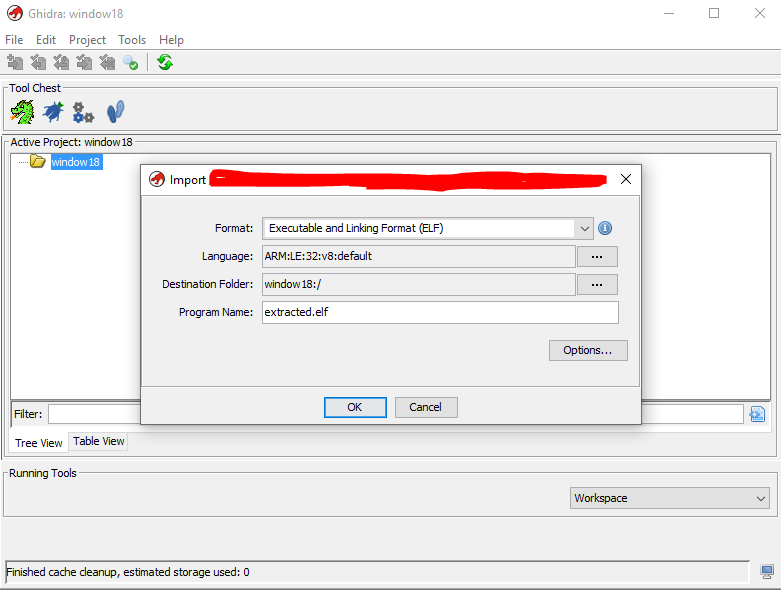 Ghidra: window18
File Edit Project Tools Help
Tool Chest
Active Project: window18
window18
Import
Format: Executable and Linking Format (ELF)
Language: ARM:LE:32:v8:default ...
Destination Folder: window18:/ ...
Program Name: extracted.elf
Options...
OK Cancel
Filter:
Tree View Table View
Running Tools
Workspace
Finished cache cleanup, estimated storage used: 0